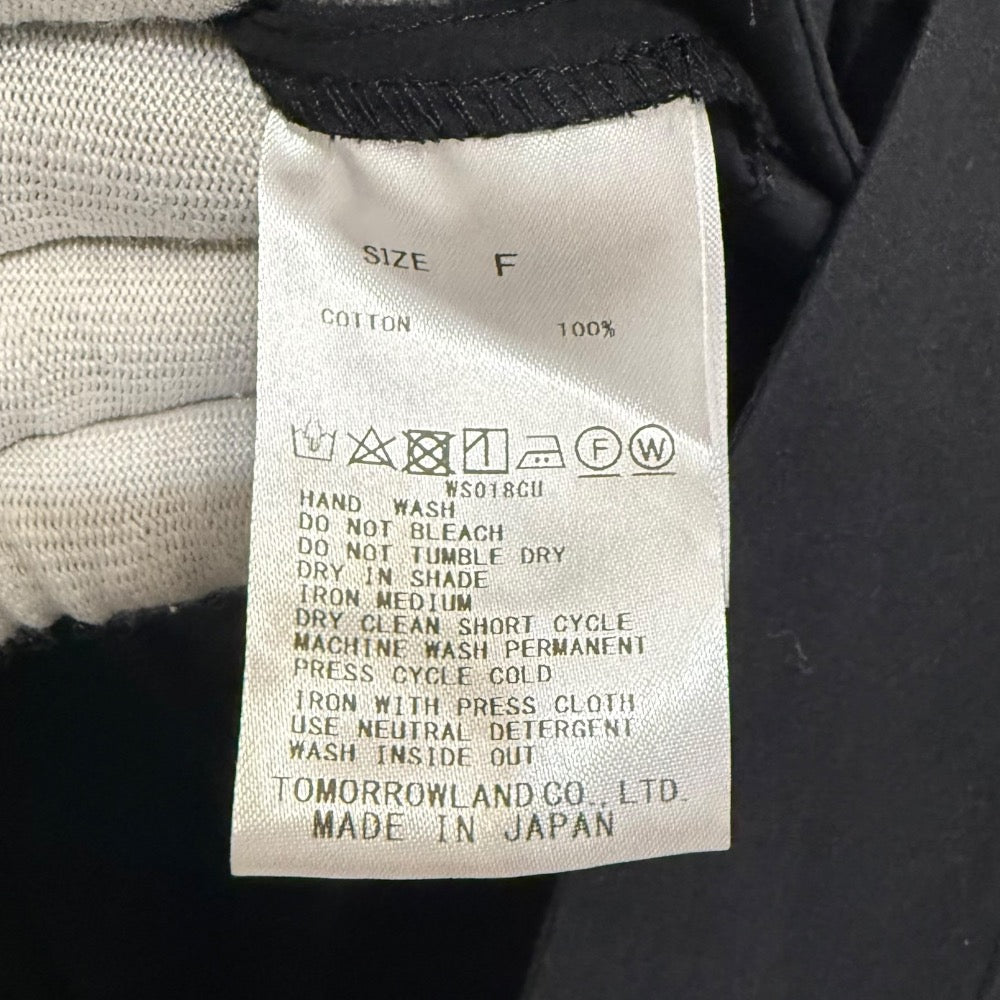 SIZE F
COTTON 100%
F W
WS018CU
HAND WASH
DO NOT BLEACH
DO NOT TUMBLE DRY
DRY IN SHADE
IRON MEDIUM
DRY CLEAN SHORT CYCLE
MACHINE WASH PERMANENT
PRESS CYCLE COLD
IRON WITH PRESS CLOTH
USE NEUTRAL DETERGENT
WASH INSIDE OUT
TOMORROWLAND CO., LTD.
MADE IN JAPAN